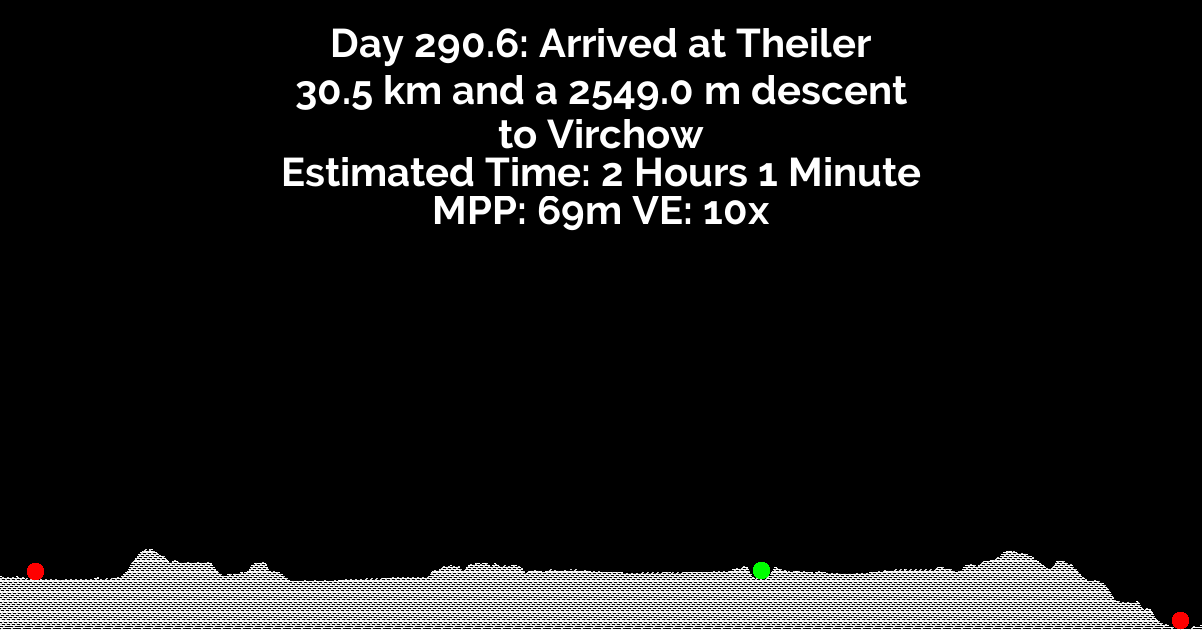 Day 290.6: Arrived at Theiler
30.5 km and a 2549.0 m descent
to Virchow
Estimated Time: 2 Hours 1 Minute
MPP: 69m VE: 10x